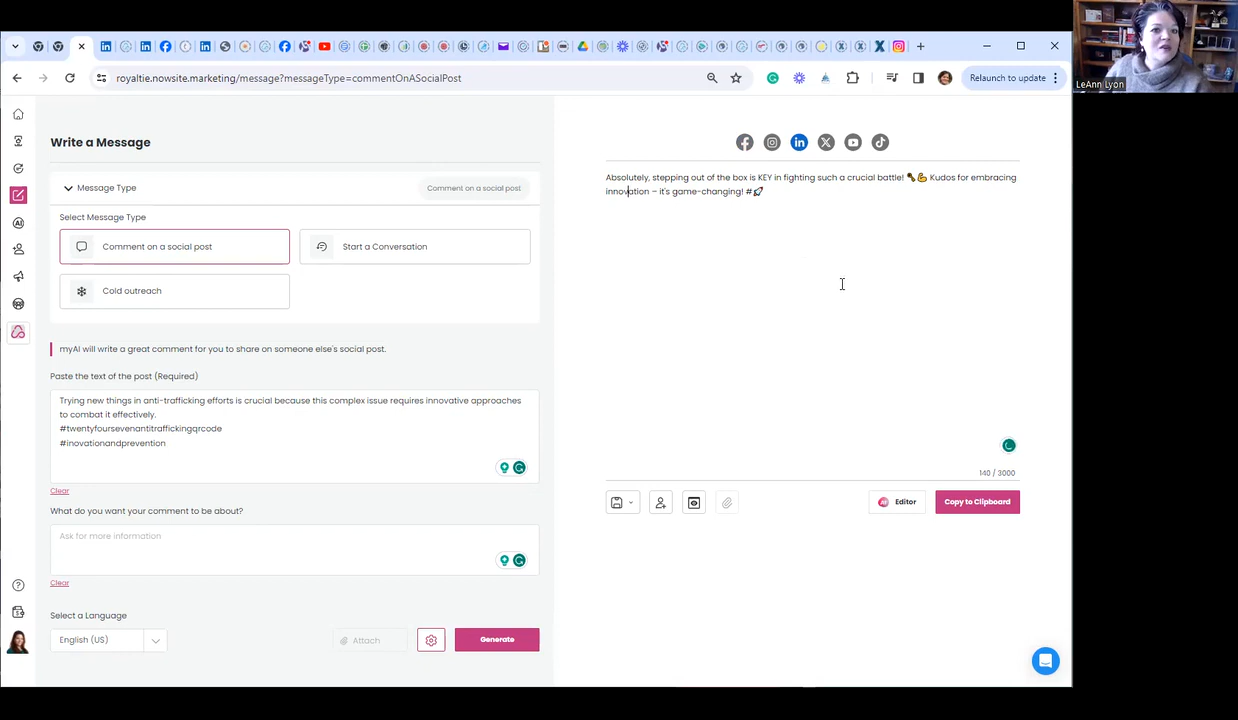 royaltie.nowsite.marketing/message?messageType=commentOnASocialPost
Relaunch to update
LeAnn Lyon
Write a Message
Message Type
Comment on a social post
Select Message Type
Comment on a social post
Start a Conversation
Cold outreach
myAI will write a great comment for you to share on someone else's social post.
Paste the text of the post (Required)
Trying new things in anti-trafficking efforts is crucial because this complex issue requires innovative approaches
to combat it effectively.
#twentyfoursevenantitraffickingqrcode
#inovationandprevention
Clear
What do you want your comment to be about?
Ask for more information
Clear
Select a Language
English (US)
Attach
Generate
Absolutely, stepping out of the box is KEY in fighting such a crucial battle! 🗝️💪 Kudos for embracing
innovation – it's game-changing! #🚀
140 / 3000
Editor
Copy to Clipboard